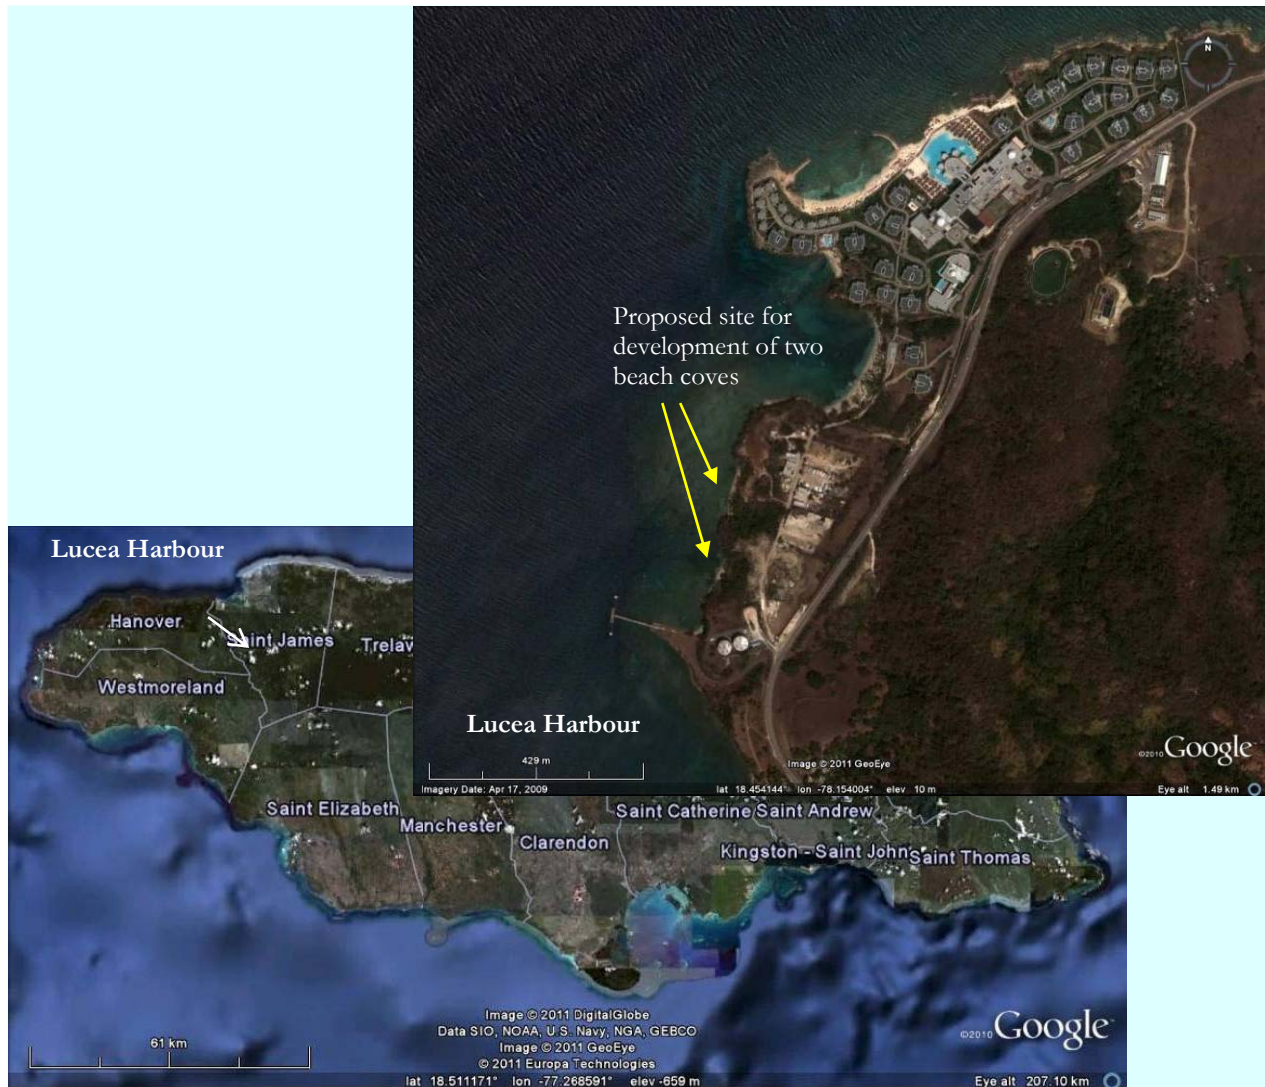 N
Proposed site for
development of two
beach coves
Lucea Harbour
429 m
Image © 2011 GeoEye
©2010 Google
Imagery Date: Apr 17, 2009
lat 18.454144° lon -78.154004° elev 10 m
Eye alt 1.49 km
Lucea Harbour
Hanover
Saint James
Trelaw
Westmoreland
Saint Elizabeth
Manchester
Clarendon
Saint Catherine
Saint Andrew
Kingston - Saint John
Saint Thomas
Image © 2011 DigitalGlobe
Data SIO, NOAA, U.S. Navy, NGA, GEBCO
Image © 2011 GeoEye
© 2011 Europa Technologies
©2010 Google
61 km
lat 18.511171° lon -77.268591° elev -659 m
Eye alt 207.10 km